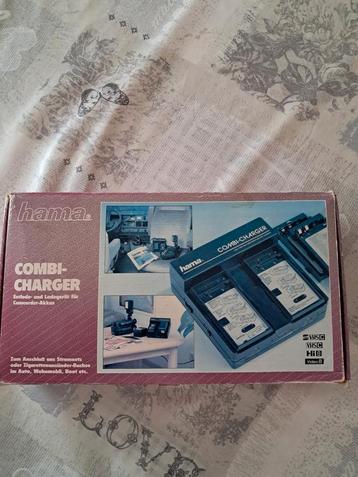 hama®
COMBI-
CHARGER
Entlade- und Ladegerät für
Camcorder-Akkus
Zum Anschluß ans Stromnetz
oder Zigarettenanzünder-Buchse
im Auto, Wohnmobil, Boot etc.
hama®
COMBI-CHARGER
S VHS C
VHS C
Hi8
Video 8
LOVE